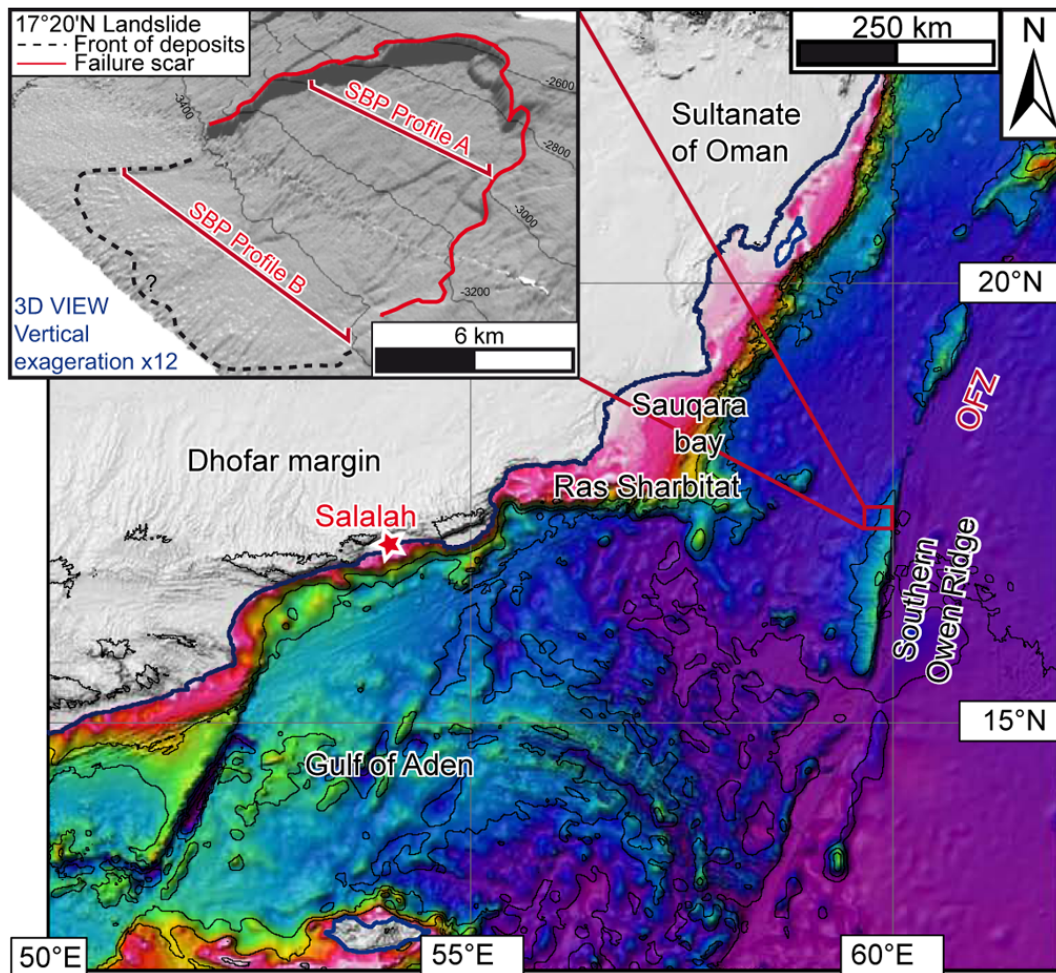 17°20'N Landslide
Front of deposits
Failure scar
-3400
-2600
-2800
-3000
-3200
SBP Profile A
SBP Profile B
?
3D VIEW
Vertical
exageration x12
6 km
250 km
N
Sultanate
of Oman
20°N
OFZ
Sauqara
bay
Dhofar margin
Ras Sharbitat
Salalah
Southern
Owen Ridge
15°N
Gulf of Aden
50°E
55°E
60°E